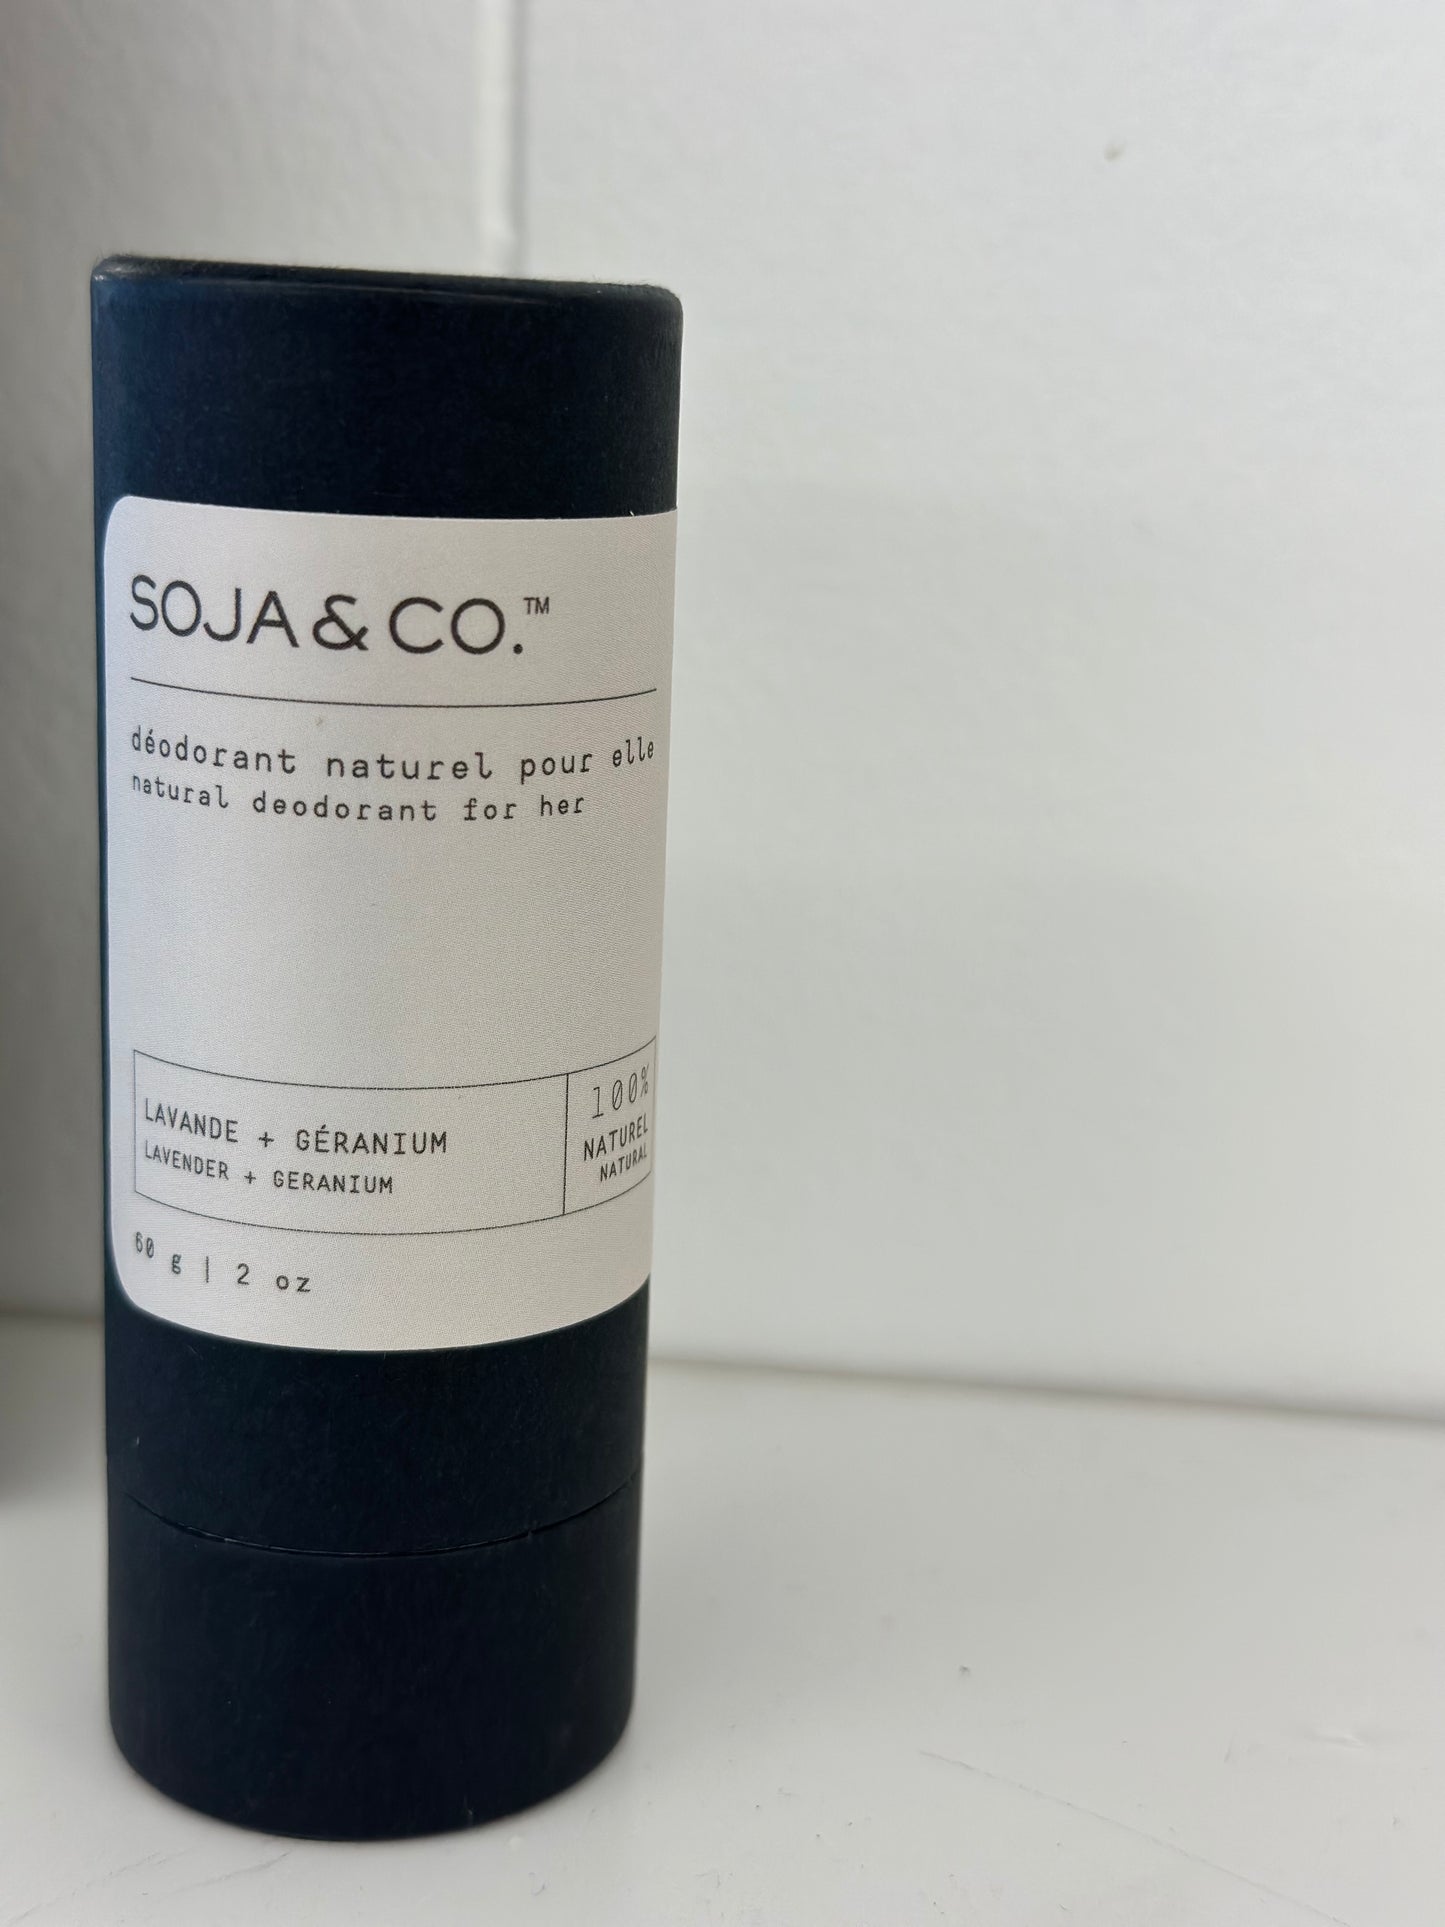 SOJA & CO.™
déodorant naturel pour elle
natural deodorant for her
LAVANDE + GÉRANIUM
LAVENDER + GERANIUM
100%
NATUREL
NATURAL
60 g | 2 oz